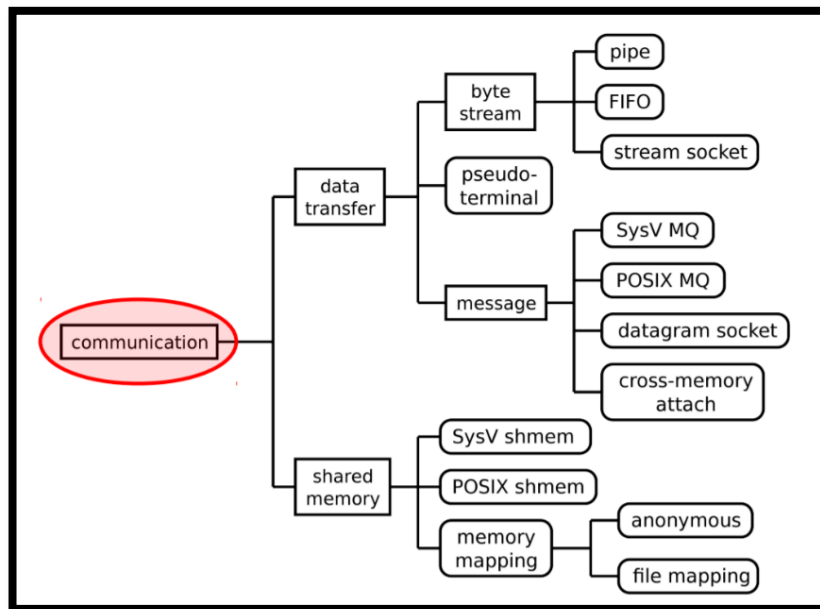 pipe
byte
stream
FIFO
stream socket
data
transfer
pseudo-
terminal
SysV MQ
POSIX MQ
message
datagram socket
communication
cross-memory
attach
SysV shmem
shared
memory
POSIX shmem
anonymous
memory
mapping
file mapping